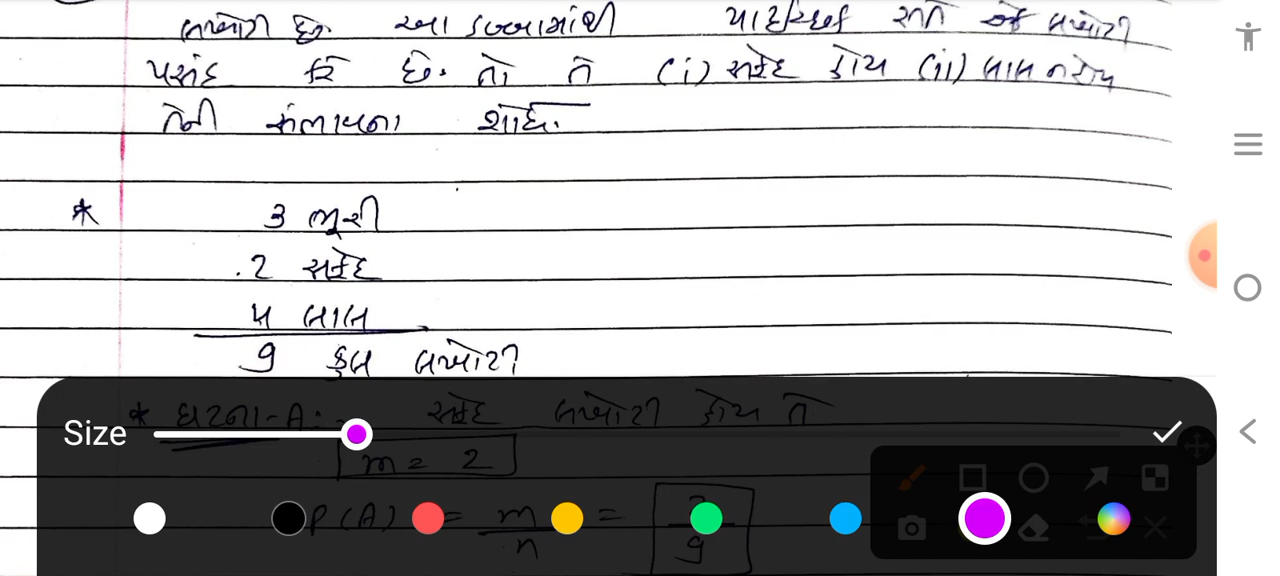 લખોટી છે. આ ડબ્બામાંથી યાદૃચ્છિક રીતે એક લખોટી
પસંદ કરે છે. તો તે (i) સફેદ હોય (ii) લાલ ન હોય
તેની સંભાવના શોધો.
* 3 ભૂરી
2 સફેદ
4 લાલ
9 કુલ લખોટી
* ઘટના-A: સફેદ લખોટી હોય તે
Size
m = 2
P(A) = m/n = 2/9